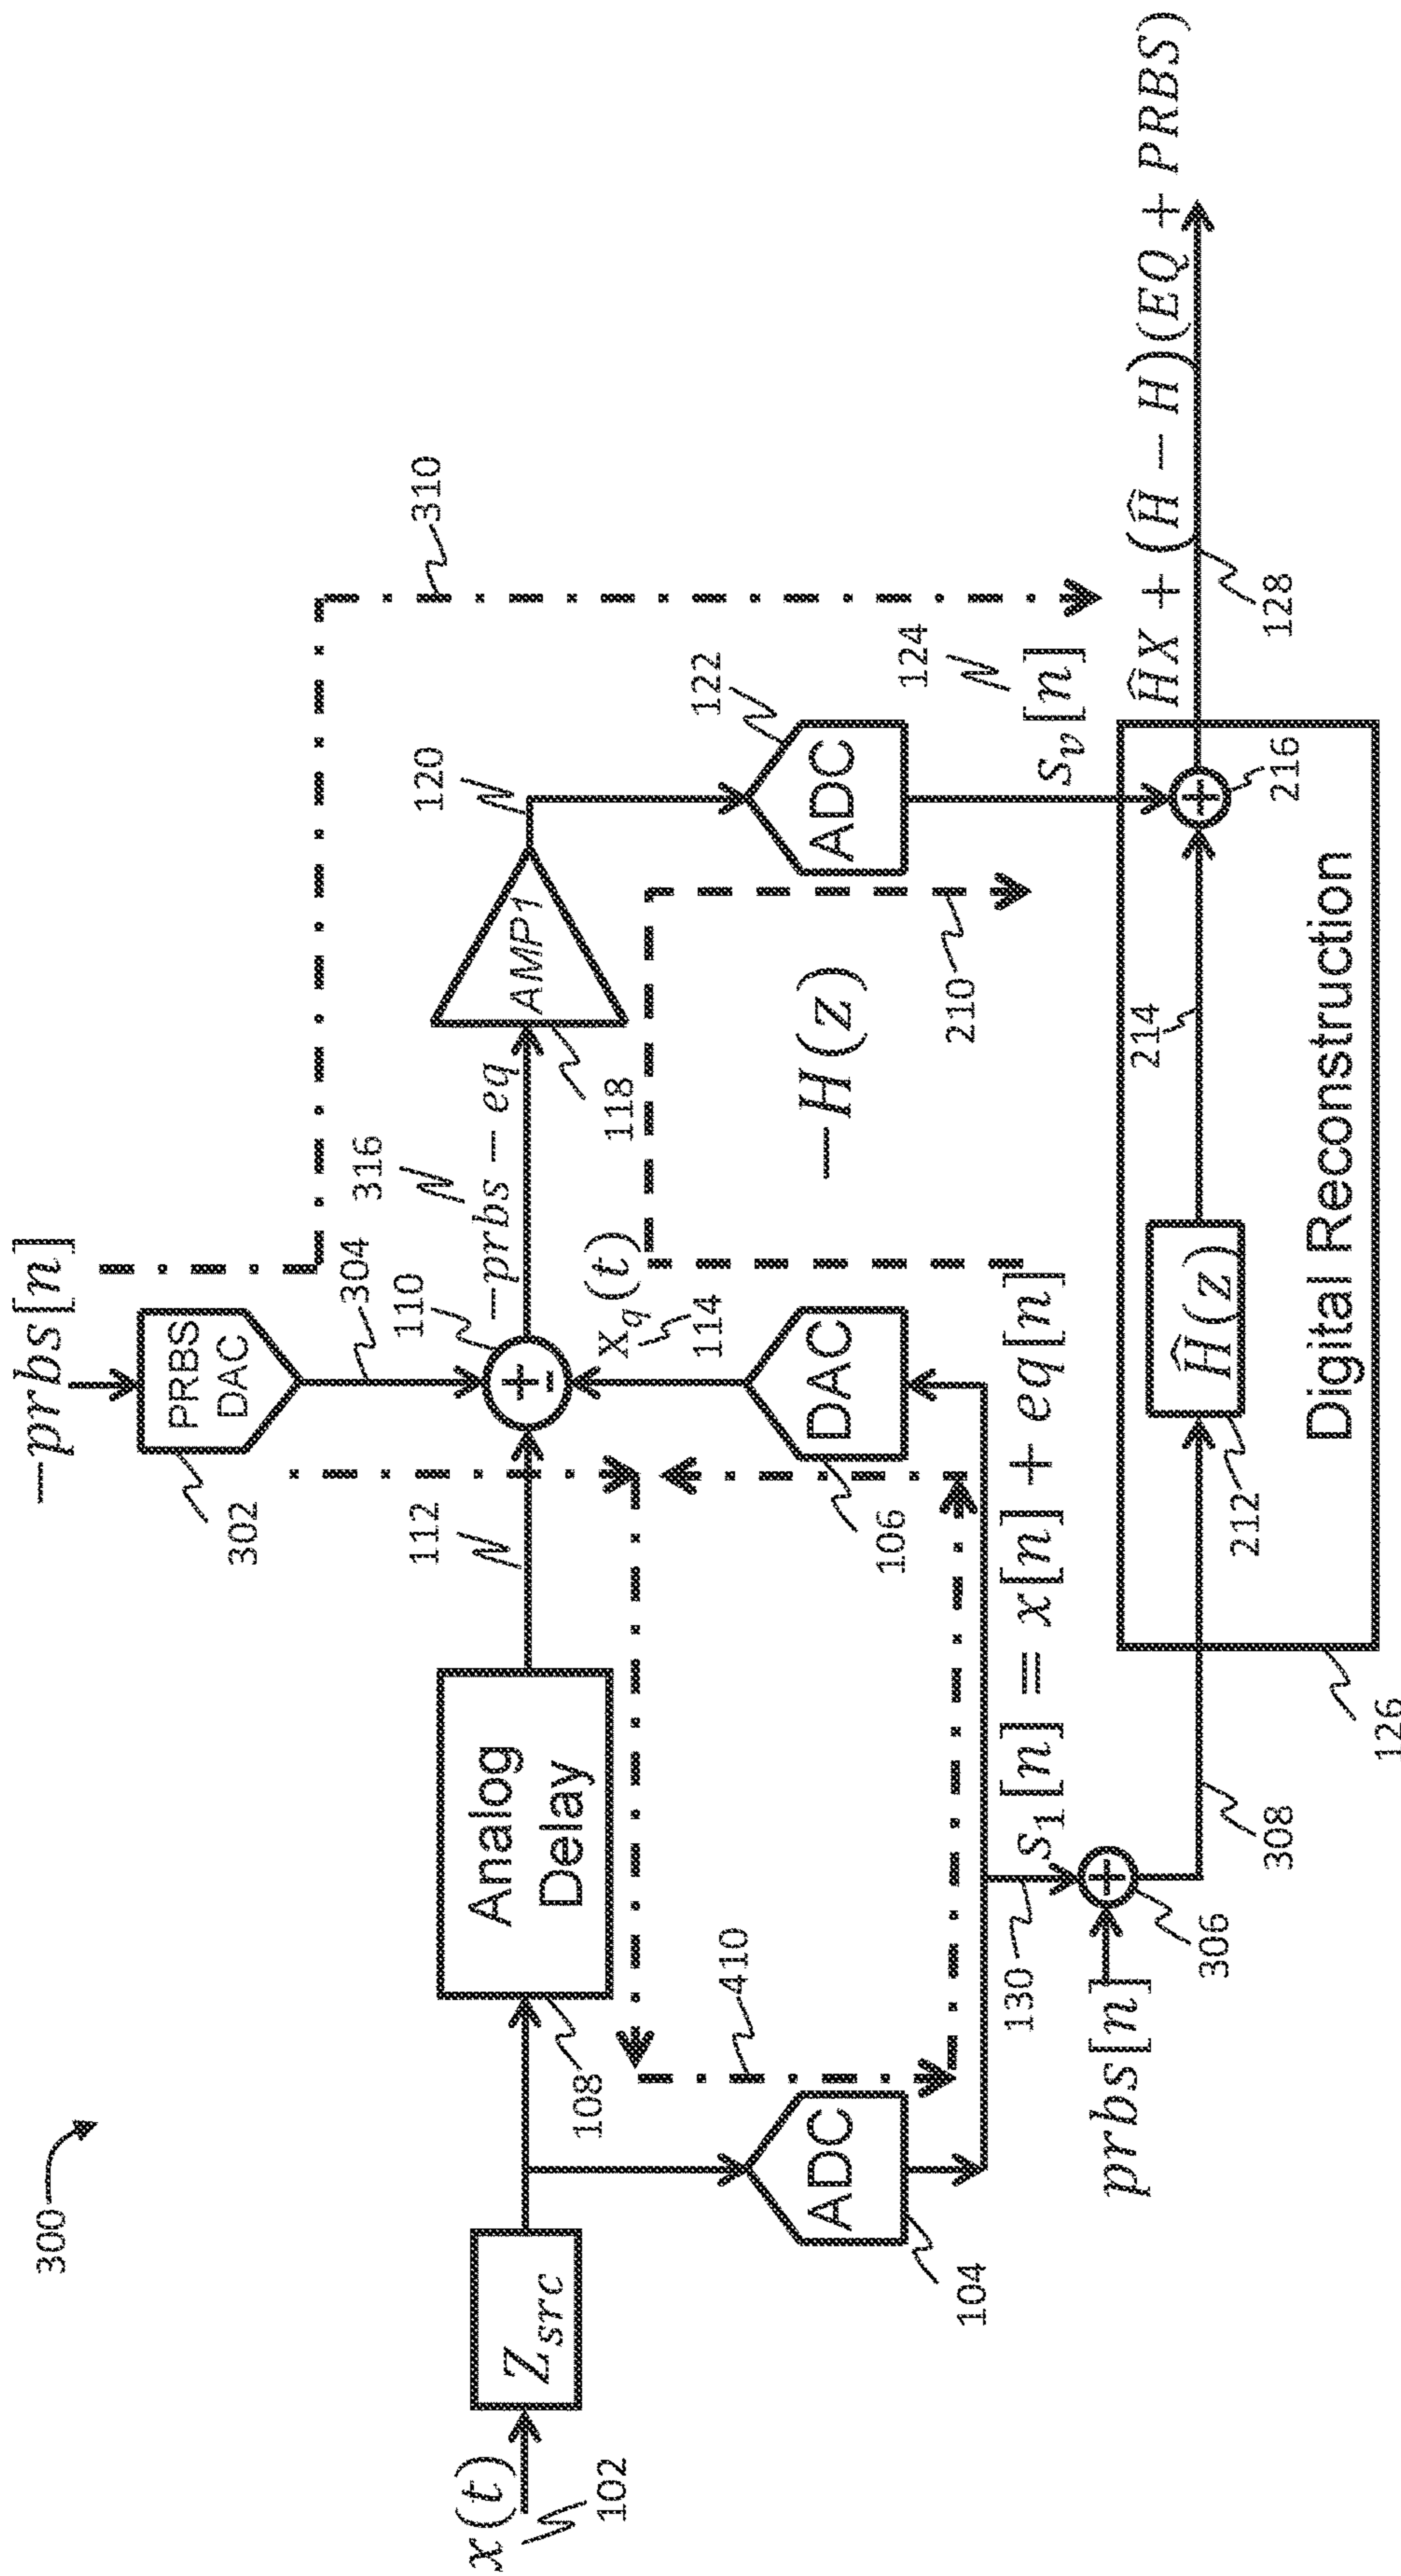 300
x(t)
102
Z_src
ADC
104
Analog
Delay
108
410
112
−prbs[n]
PRBS
DAC
302
304
110
−prbs − eq
316
x_q(t)
114
DAC
106
AMP1
118
120
310
ADC
122
124
s_v[n]
−H(z)
210
s_1[n] = x[n] + eq[n]
130
prbs[n]
306
308
Ĥ(z)
212
214
216
Digital Reconstruction
126
ĤX + (Ĥ − H)(EQ + PRBS)
128